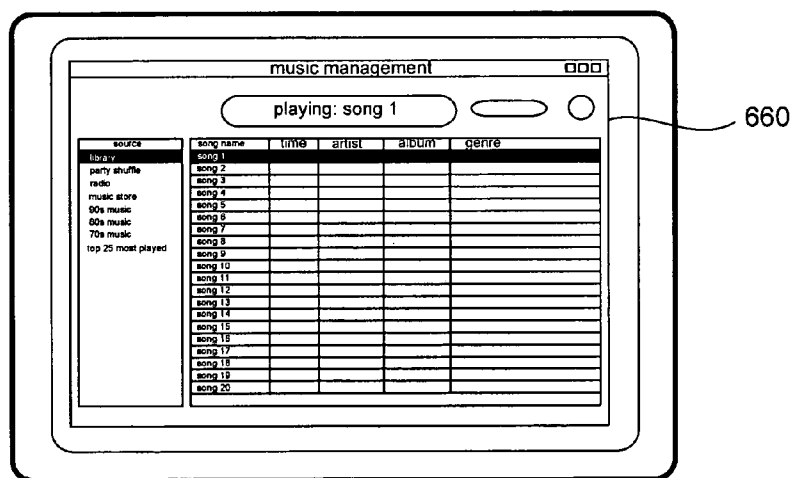 music management
playing: song 1
660
source
library
party shuffle
radio
music store
90s music
80s music
70s music
top 25 most played
song name time artist album genre
song 1
song 2
song 3
song 4
song 5
song 6
song 7
song 8
song 9
song 10
song 11
song 12
song 13
song 14
song 15
song 16
song 17
song 18
song 19
song 20